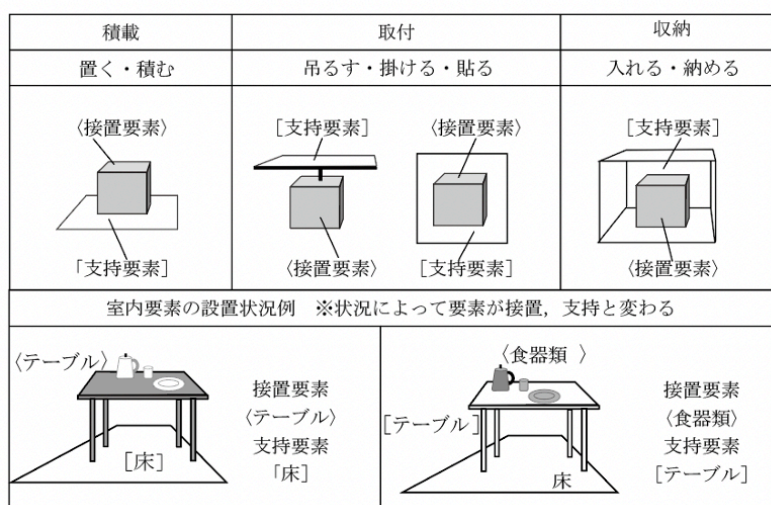 積載
取付
収納
置く・積む
吊るす・掛ける・貼る
入れる・納める
〈接置要素〉
「支持要素］
［支持要素］
〈接置要素〉
〈接置要素〉
［支持要素］
［支持要素］
〈接置要素〉
室内要素の設置状況例　※状況によって要素が接置，支持と変わる
〈テーブル〉
［床］
接置要素
〈テーブル〉
支持要素
「床］
〈食器類 〉
［テーブル］
床
接置要素
〈食器類〉
支持要素
［テーブル］